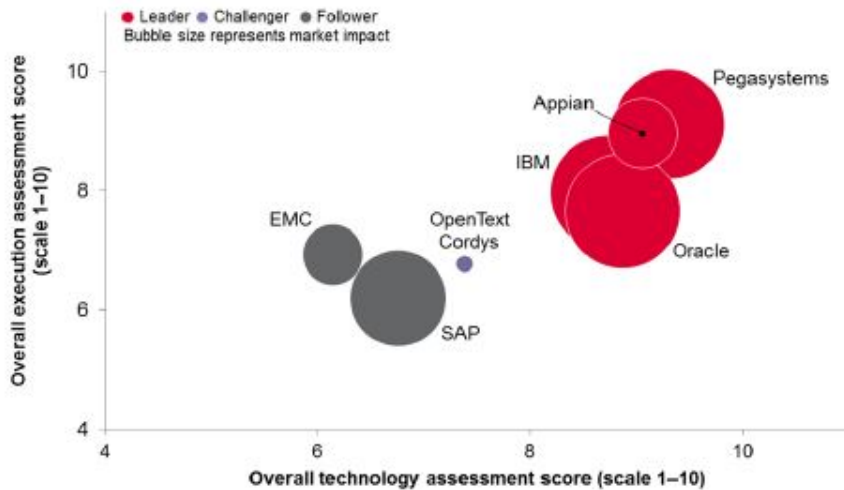 Leader Challenger Follower
Bubble size represents market impact
Overall execution assessment score
(scale 1–10)
10
8
6
4
Pegasystems
Appian
IBM
Oracle
EMC
OpenText
Cordys
SAP
4 6 8 10
Overall technology assessment score (scale 1–10)